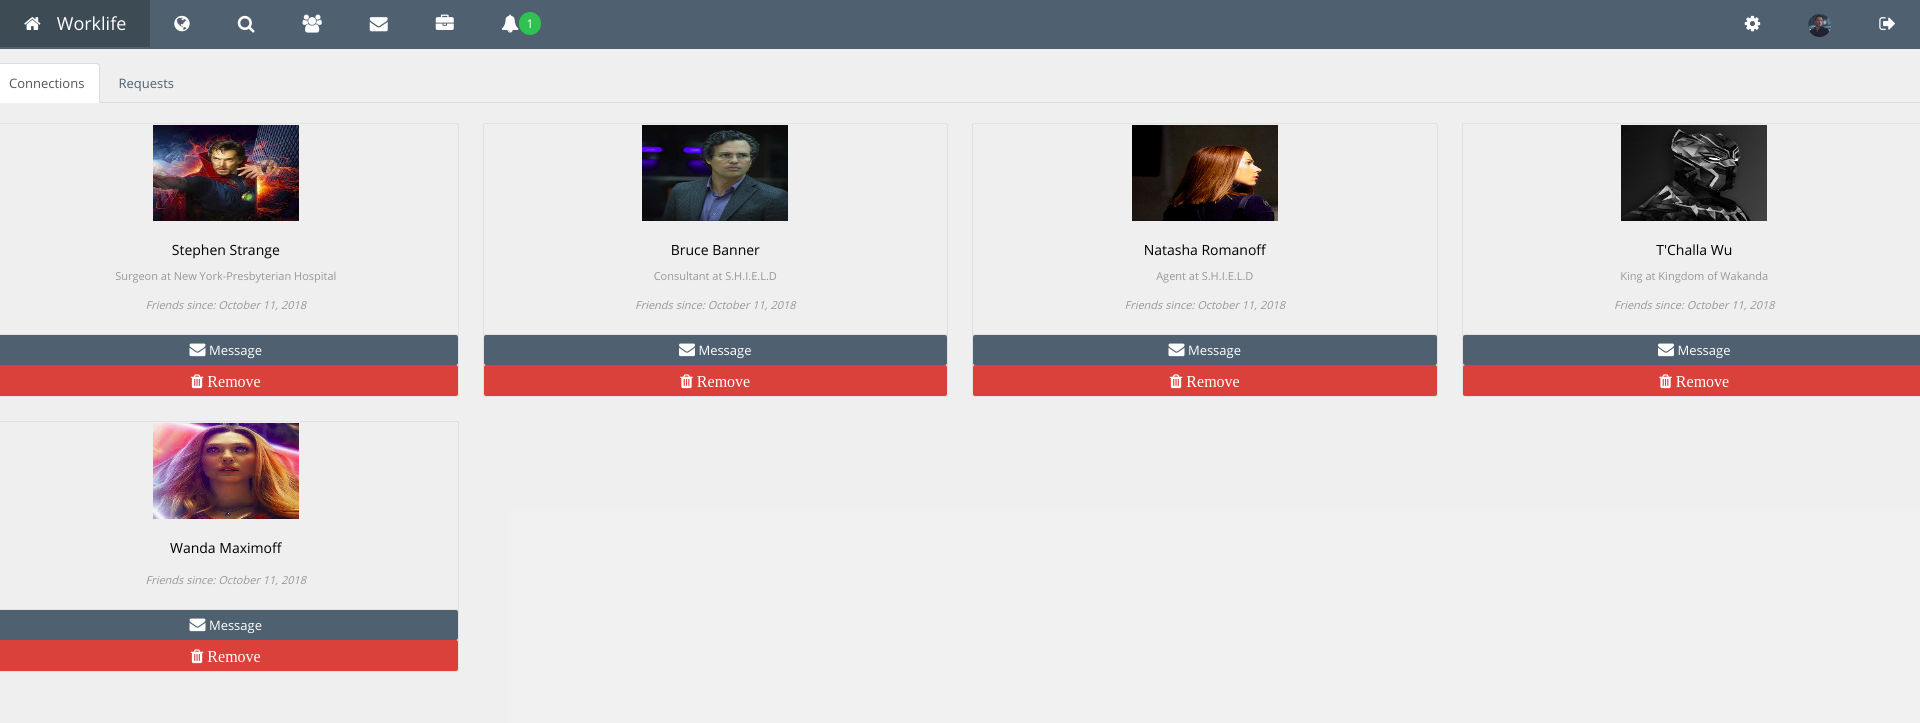 Worklife
1
Connections
Requests
Stephen Strange
Surgeon at New York-Presbyterian Hospital
Friends since: October 11, 2018
Message
Remove
Bruce Banner
Consultant at S.H.I.E.L.D
Friends since: October 11, 2018
Message
Remove
Natasha Romanoff
Agent at S.H.I.E.L.D
Friends since: October 11, 2018
Message
Remove
T'Challa Wu
King at Kingdom of Wakanda
Friends since: October 11, 2018
Message
Remove
Wanda Maximoff
Friends since: October 11, 2018
Message
Remove